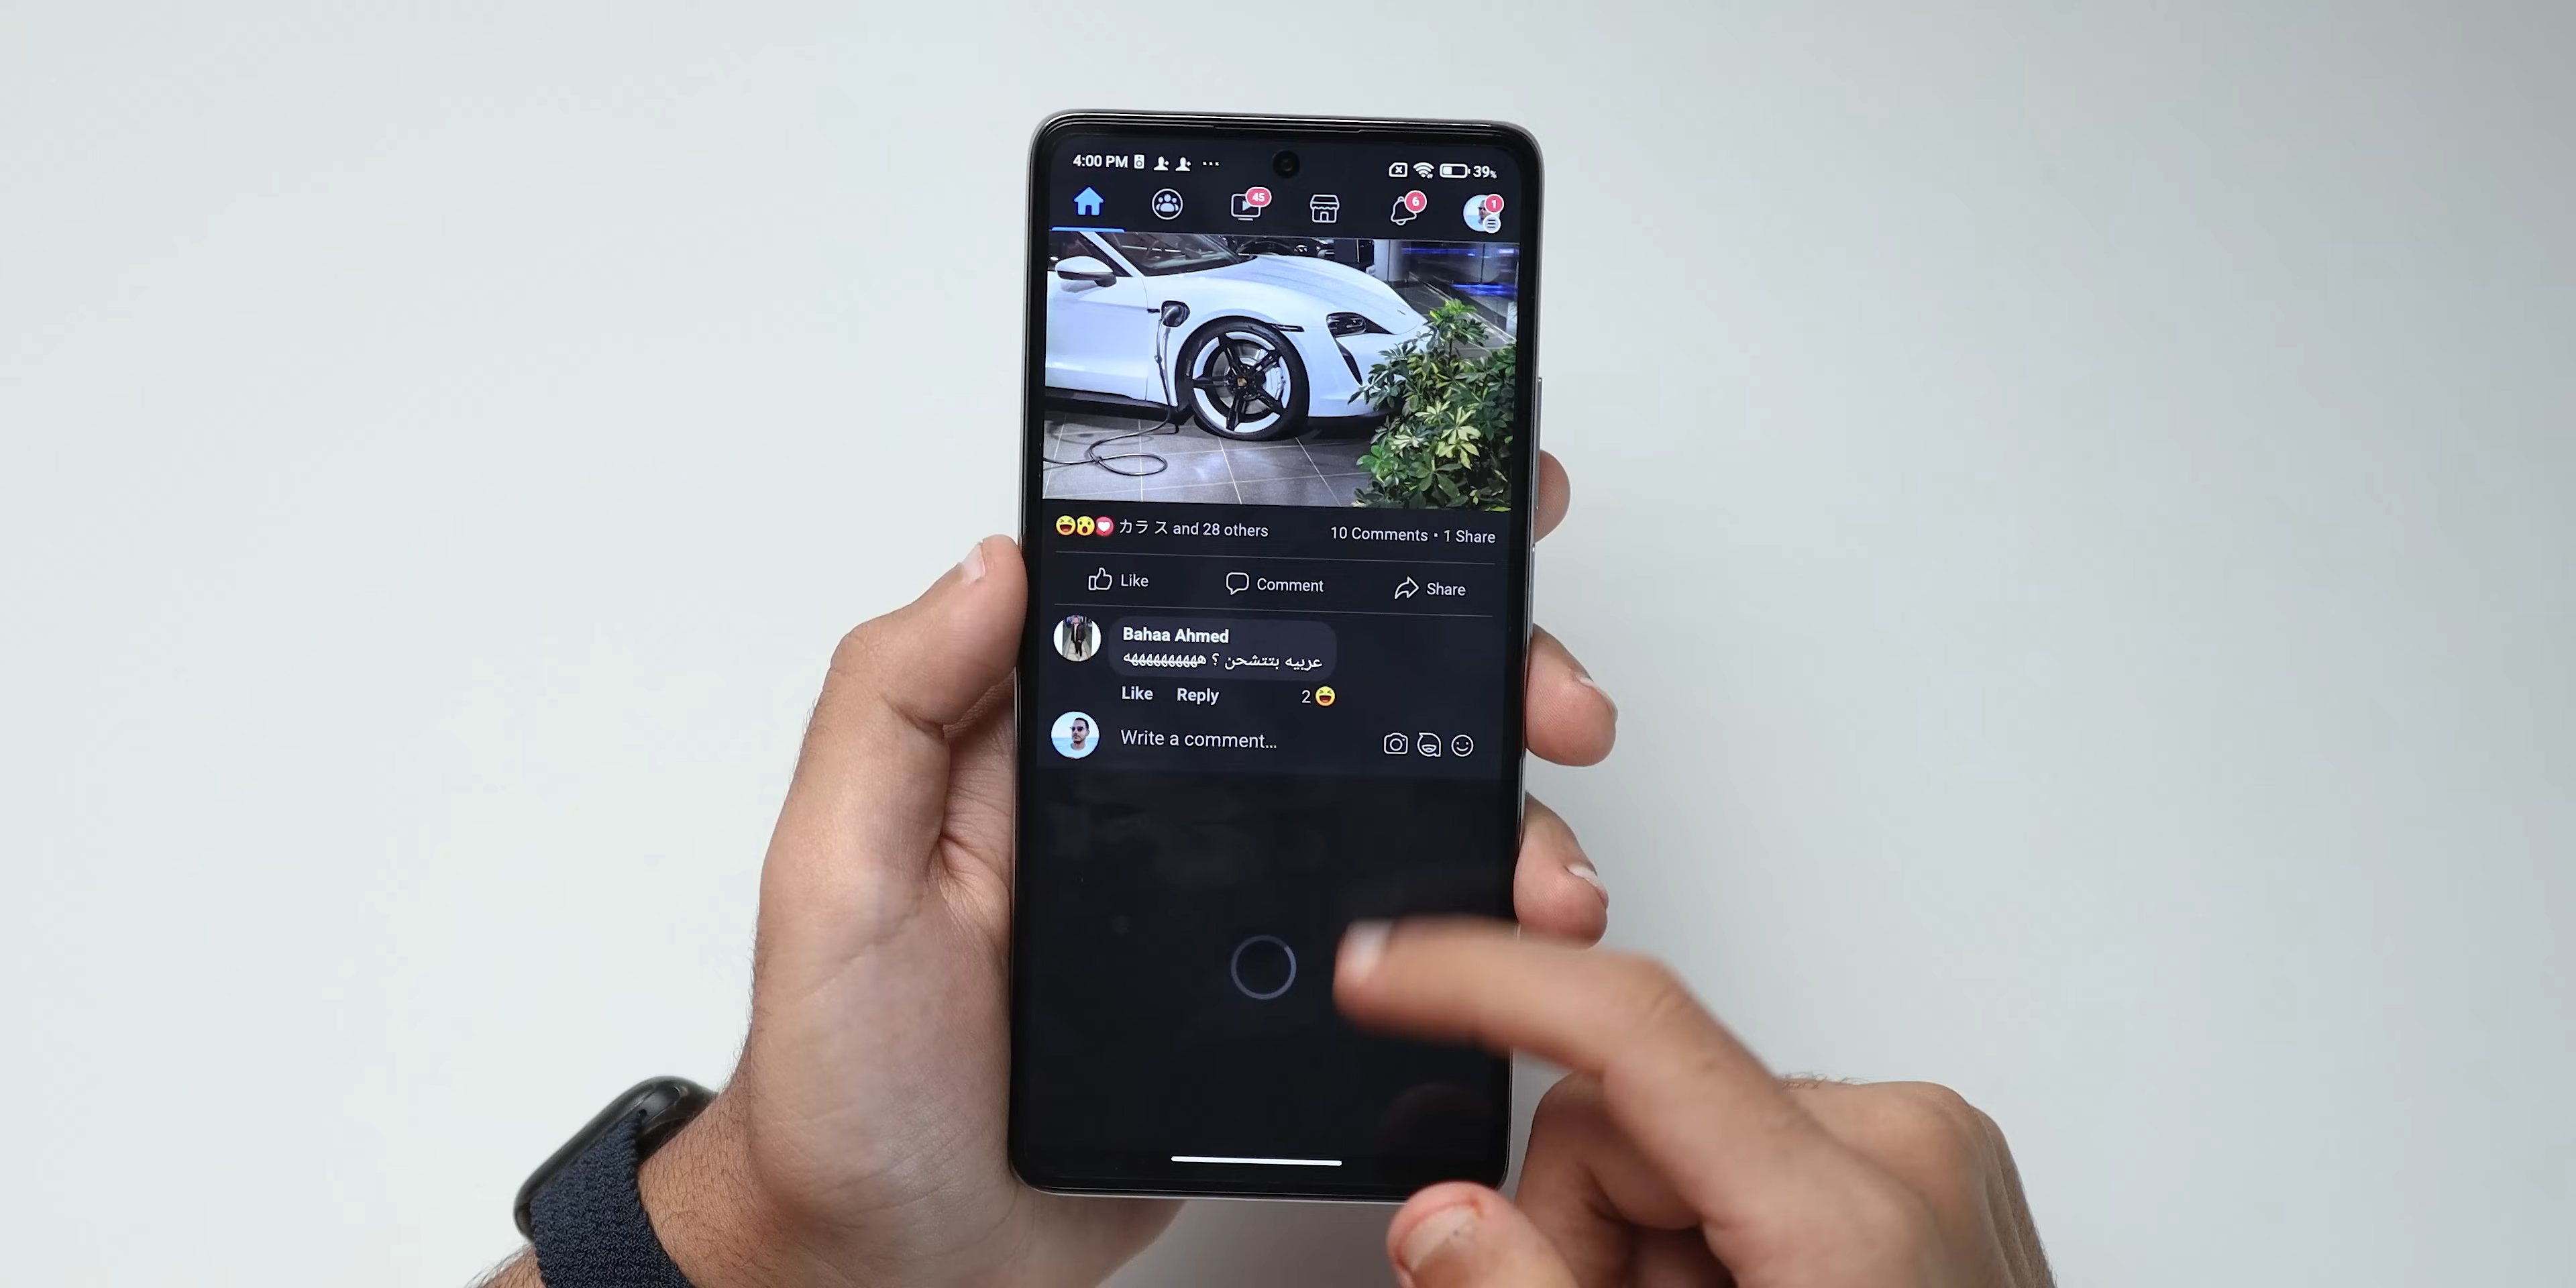 4:00 PM
39%
45
6
1
カラス and 28 others
10 Comments • 1 Share
Like
Comment
Share
Bahaa Ahmed
عربيه بتتشحن ؟ هههههههههههه
Like
Reply
2
Write a comment...